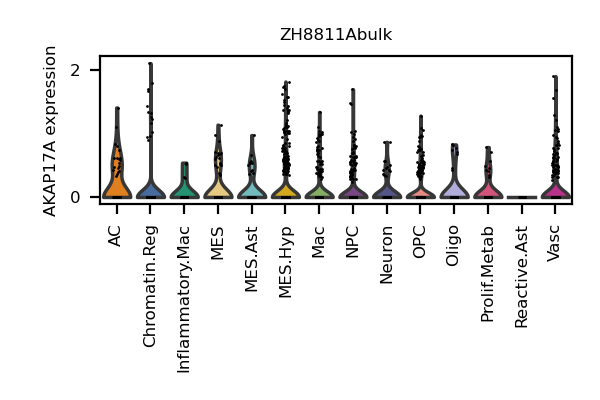 ZH8811Abulk
AKAP17A expression
2
0
AC
Chromatin.Reg
Inflammatory.Mac
MES
MES.Ast
MES.Hyp
Mac
NPC
Neuron
OPC
Oligo
Prolif.Metab
Reactive.Ast
Vasc